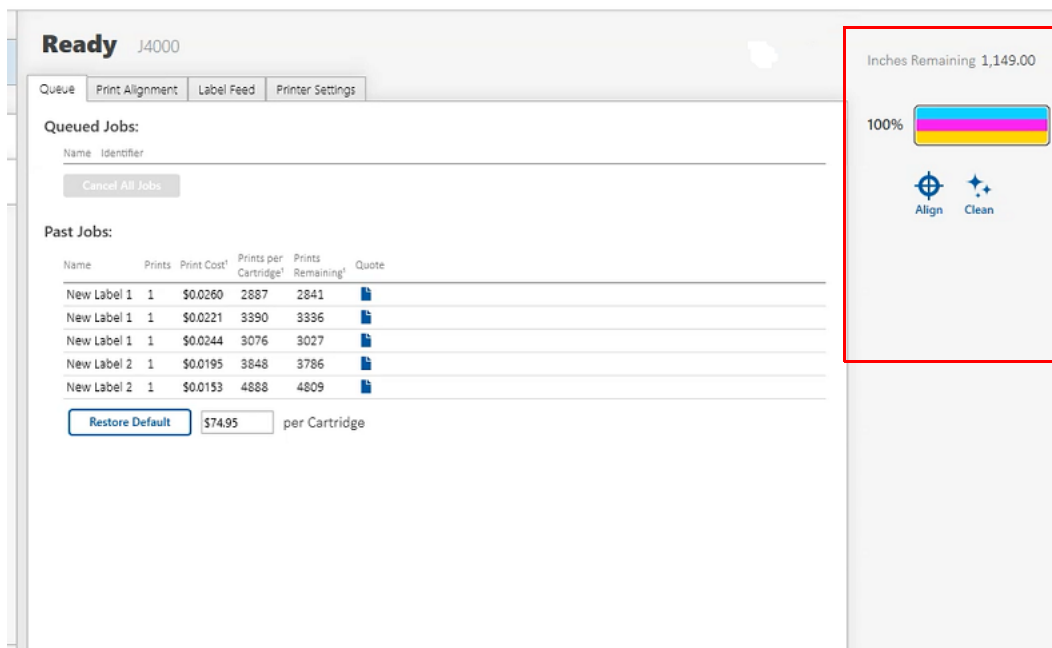 Ready J4000
Inches Remaining 1,149.00
Queue Print Alignment Label Feed Printer Settings
100%
Queued Jobs:
Name Identifier
Cancel All Jobs
Align Clean
Past Jobs:
Name Prints Print Cost¹ Prints per Cartridge¹ Prints Remaining¹ Quote
New Label 1 1 $0.0260 2887 2841
New Label 1 1 $0.0221 3390 3336
New Label 1 1 $0.0244 3076 3027
New Label 2 1 $0.0195 3848 3786
New Label 2 1 $0.0153 4888 4809
Restore Default $74.95 per Cartridge